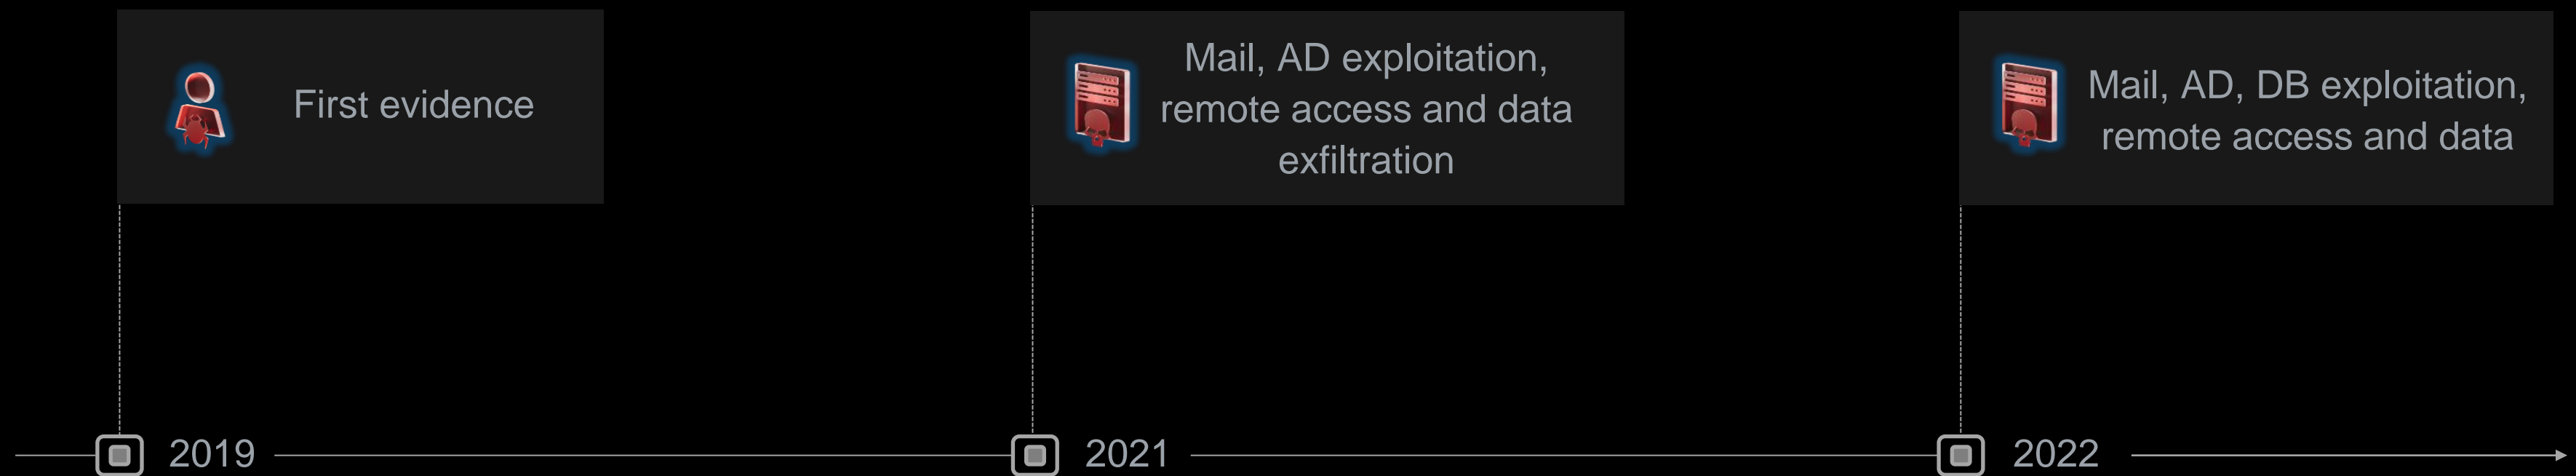 First evidence
Mail, AD exploitation,
remote access and data
exfiltration
Mail, AD, DB exploitation,
remote access and data
2019
2021
2022